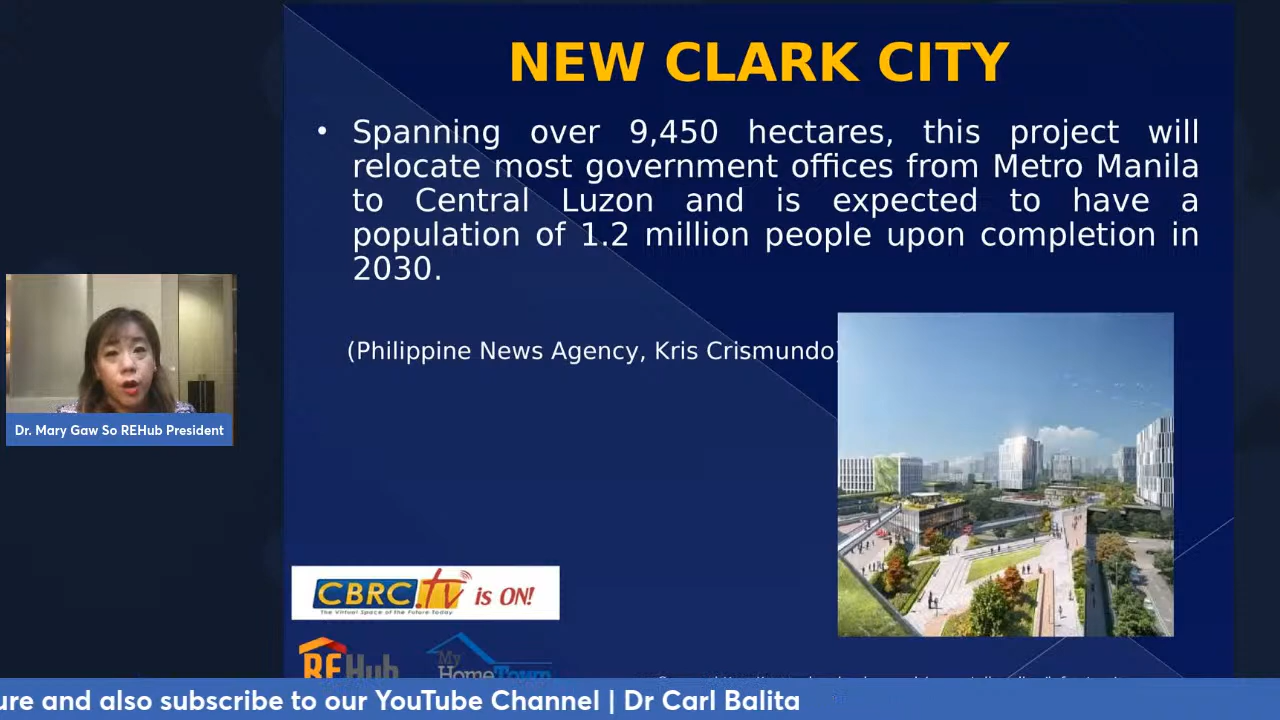 NEW CLARK CITY
• Spanning over 9,450 hectares, this project will
relocate most government offices from Metro Manila
to Central Luzon and is expected to have a
population of 1.2 million people upon completion in
2030.
(Philippine News Agency, Kris Crismundo)
Dr. Mary Gaw So REHub President
CBRC.tv is ON!
The Virtual Space of the Future Today
REHub
My
HomeTown
ure and also subscribe to our YouTube Channel | Dr Carl Balita